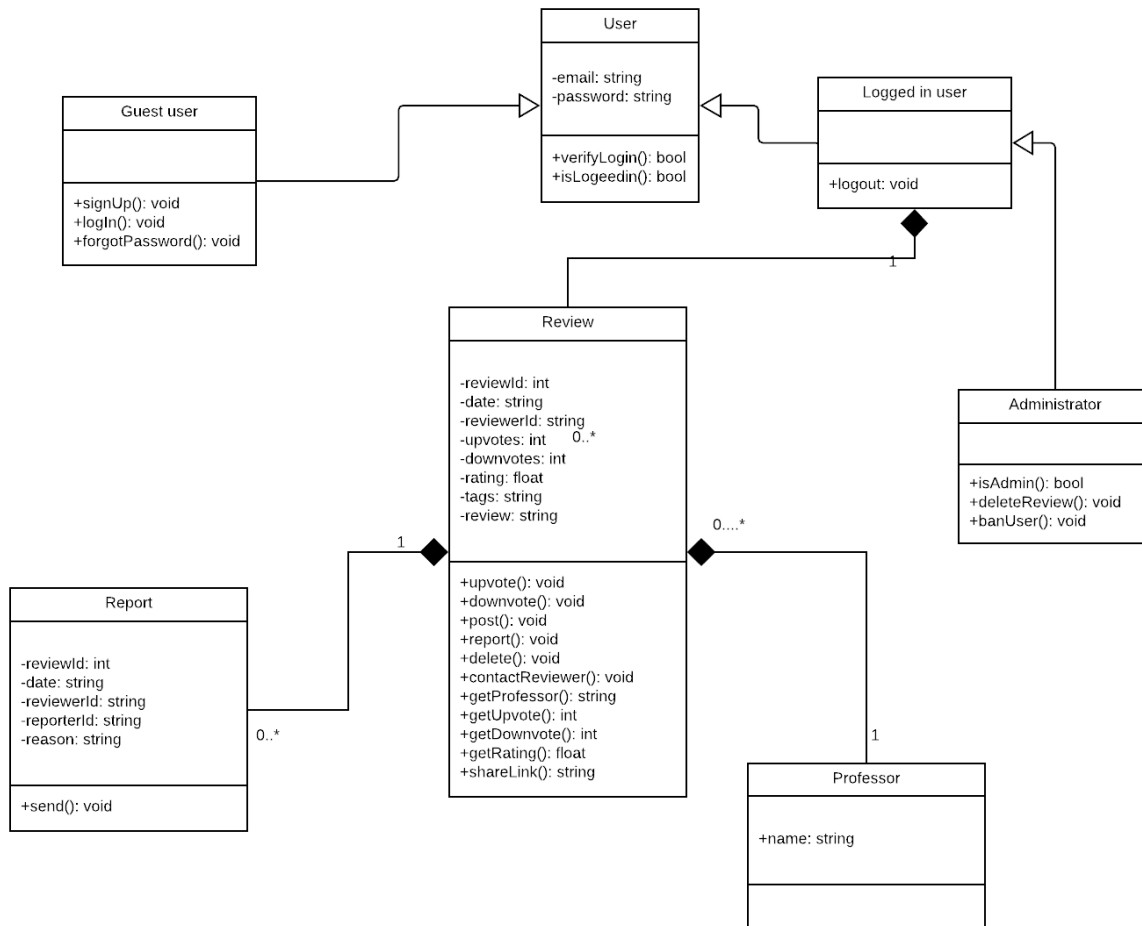 User
-email: string
-password: string
+verifyLogin(): bool
+isLogeedin(): bool
Guest user
+signUp(): void
+logIn(): void
+forgotPassword(): void
Logged in user
+logout: void
1
Review
-reviewId: int
-date: string
-reviewerId: string
-upvotes: int
0..*
-downvotes: int
-rating: float
-tags: string
-review: string
+upvote(): void
+downvote(): void
+post(): void
+report(): void
+delete(): void
+contactReviewer(): void
+getProfessor(): string
+getUpvote(): int
+getDownvote(): int
+getRating(): float
+shareLink(): string
Administrator
+isAdmin(): bool
+deleteReview(): void
+banUser(): void
1
0....*
Report
-reviewId: int
-date: string
-reviewerId: string
-reporterId: string
-reason: string
+send(): void
0..*
1
Professor
+name: string